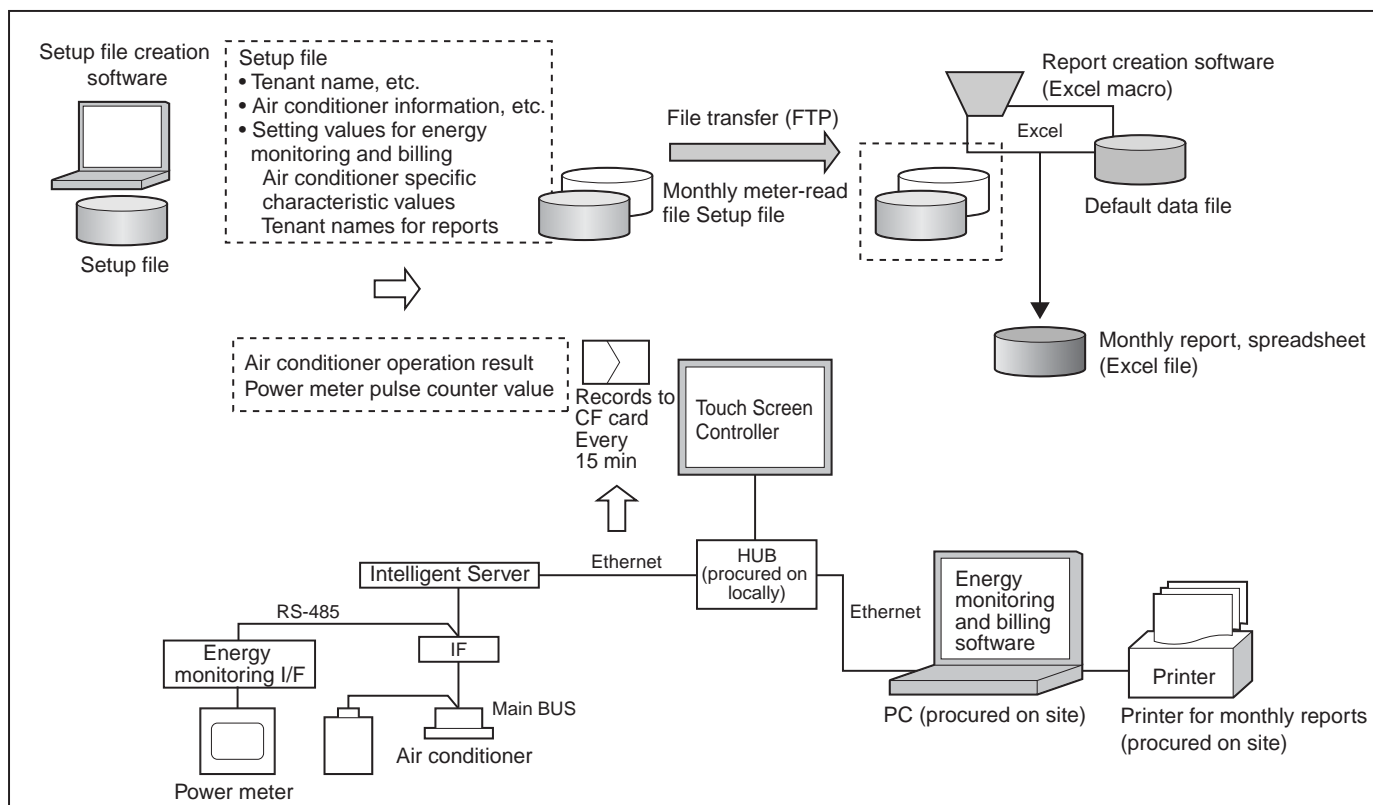 Setup file creation
software
Setup file
Setup file
• Tenant name, etc.
• Air conditioner information, etc.
• Setting values for energy
monitoring and billing
Air conditioner specific
characteristic values
Tenant names for reports
File transfer (FTP)
Monthly meter-read
file Setup file
Report creation software
(Excel macro)
Excel
Default data file
Monthly report, spreadsheet
(Excel file)
Air conditioner operation result
Power meter pulse counter value
Records to
CF card
Every
15 min
Touch Screen
Controller
HUB
(procured on
locally)
Ethernet
Intelligent Server
RS-485
IF
Energy
monitoring I/F
Main BUS
Air conditioner
Power meter
Ethernet
Energy
monitoring
and billing
software
PC (procured on site)
Printer
Printer for monthly reports
(procured on site)